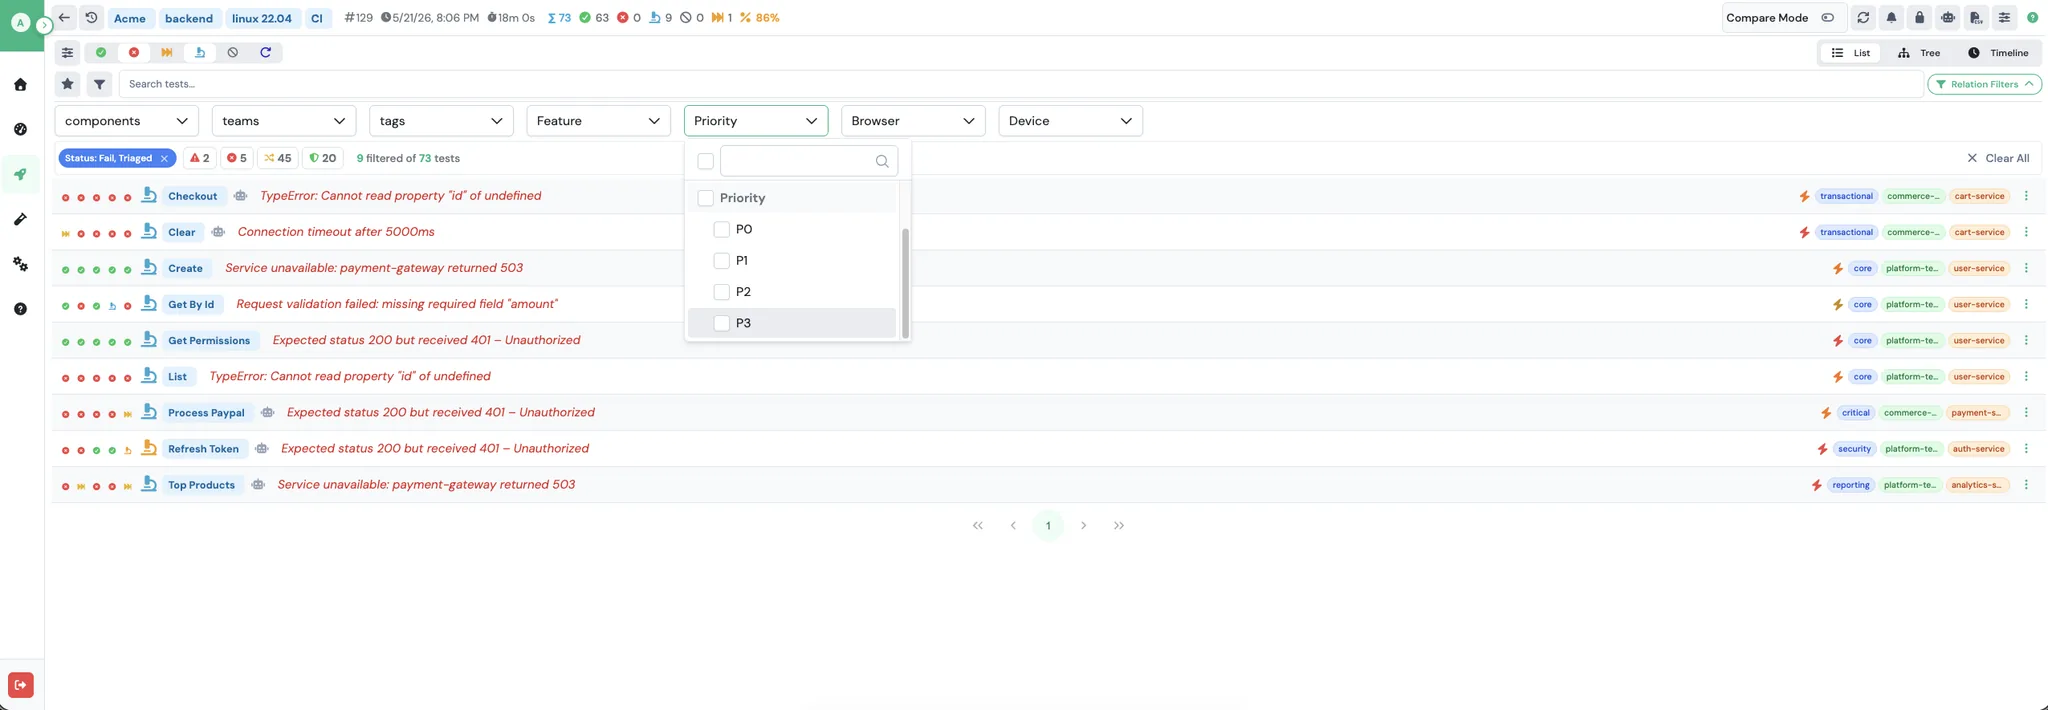 A
Acme backend linux 22.04 CI #129 5/21/26, 8:06 PM 18m 0s Σ 73 63 0 9 0 1 % 86%
Compare Mode
CSV
List Tree Timeline
Search tests...
Relation Filters
components teams tags Feature Priority Browser Device
Status: Fail, Triaged 2 5 45 20 9 filtered of 73 tests
Clear All
Priority
P0
P1
P2
P3
Checkout TypeError: Cannot read property "id" of undefined transactional commerce-... cart-service
Clear Connection timeout after 5000ms transactional commerce-... cart-service
Create Service unavailable: payment-gateway returned 503 core platform-te... user-service
Get By Id Request validation failed: missing required field "amount" core platform-te... user-service
Get Permissions Expected status 200 but received 401 – Unauthorized core platform-te... user-service
List TypeError: Cannot read property "id" of undefined core platform-te... user-service
Process Paypal Expected status 200 but received 401 – Unauthorized critical commerce-... payment-s...
Refresh Token Expected status 200 but received 401 – Unauthorized security platform-te... auth-service
Top Products Service unavailable: payment-gateway returned 503 reporting platform-te... analytics-s...
1